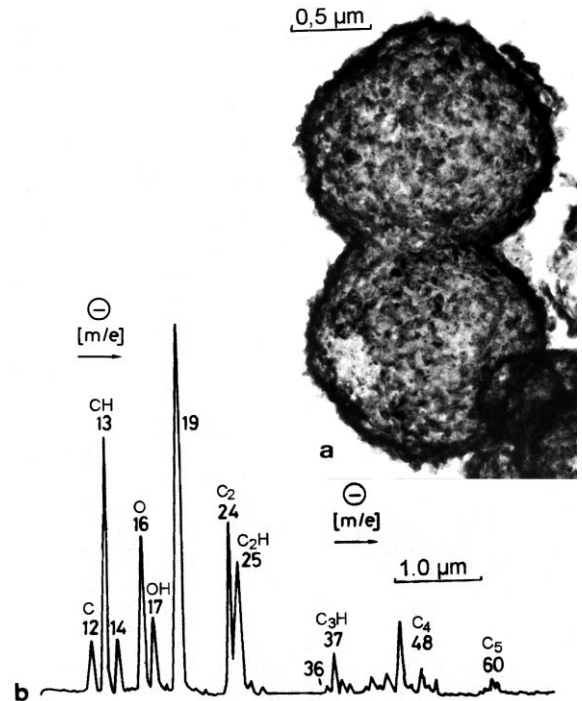 0,5 µm
a
⊖
[m/e]
CH
13
19
O
16
OH
17
C
12
14
C₂
24
C₂H
25
⊖
[m/e]
1.0 µm
C₃H
37
36
C₄
48
C₅
60
b